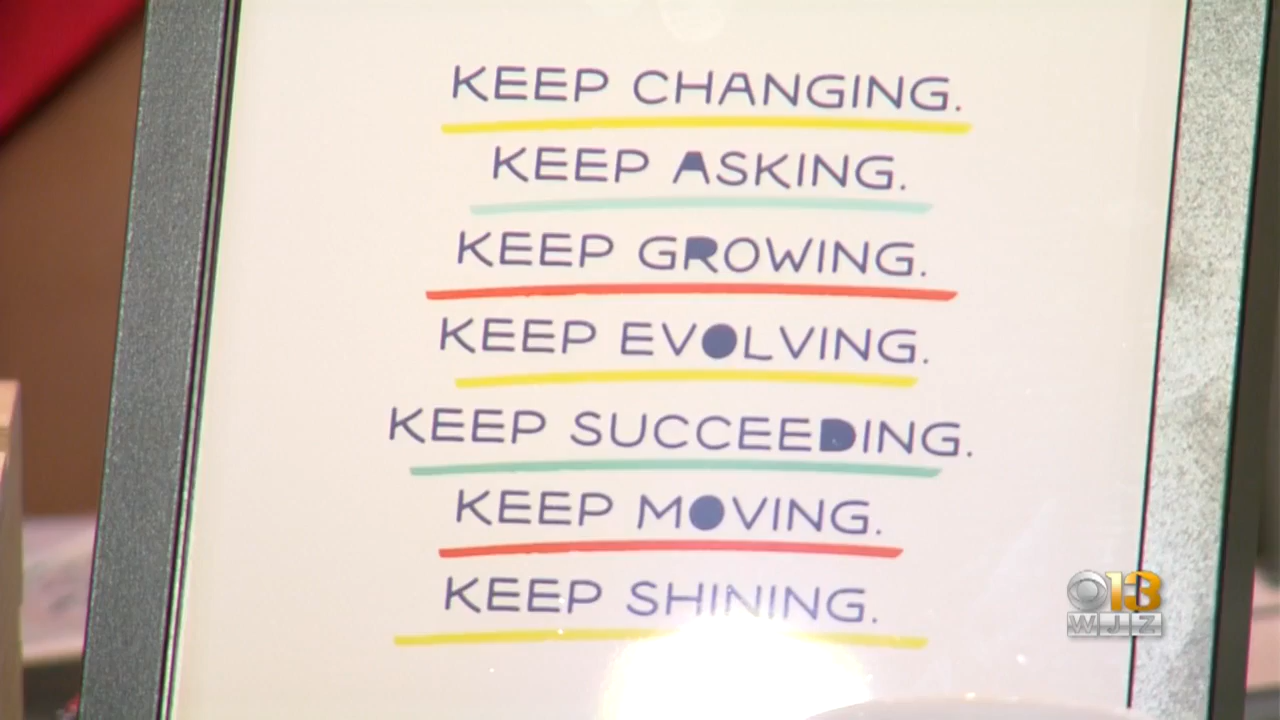 KEEP CHANGING.
KEEP ASKING.
KEEP GROWING.
KEEP EVOLVING.
KEEP SUCCEEDING.
KEEP MOVING.
KEEP SHINING.
13
WJZ